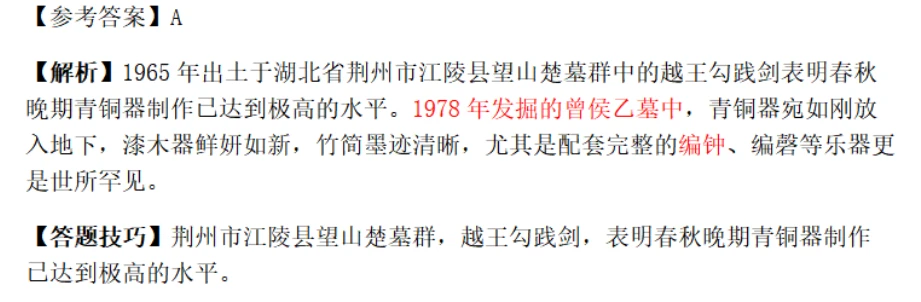 【参考答案】A
【解析】1965 年出土于湖北省荆州市江陵县望山楚墓群中的越王勾践剑表明春秋
晚期青铜器制作已达到极高的水平。1978 年发掘的曾侯乙墓中，青铜器宛如刚放
入地下，漆木器鲜妍如新，竹简墨迹清晰，尤其是配套完整的编钟、编磬等乐器更
是世所罕见。
【答题技巧】荆州市江陵县望山楚墓群，越王勾践剑，表明春秋晚期青铜器制作
已达到极高的水平。